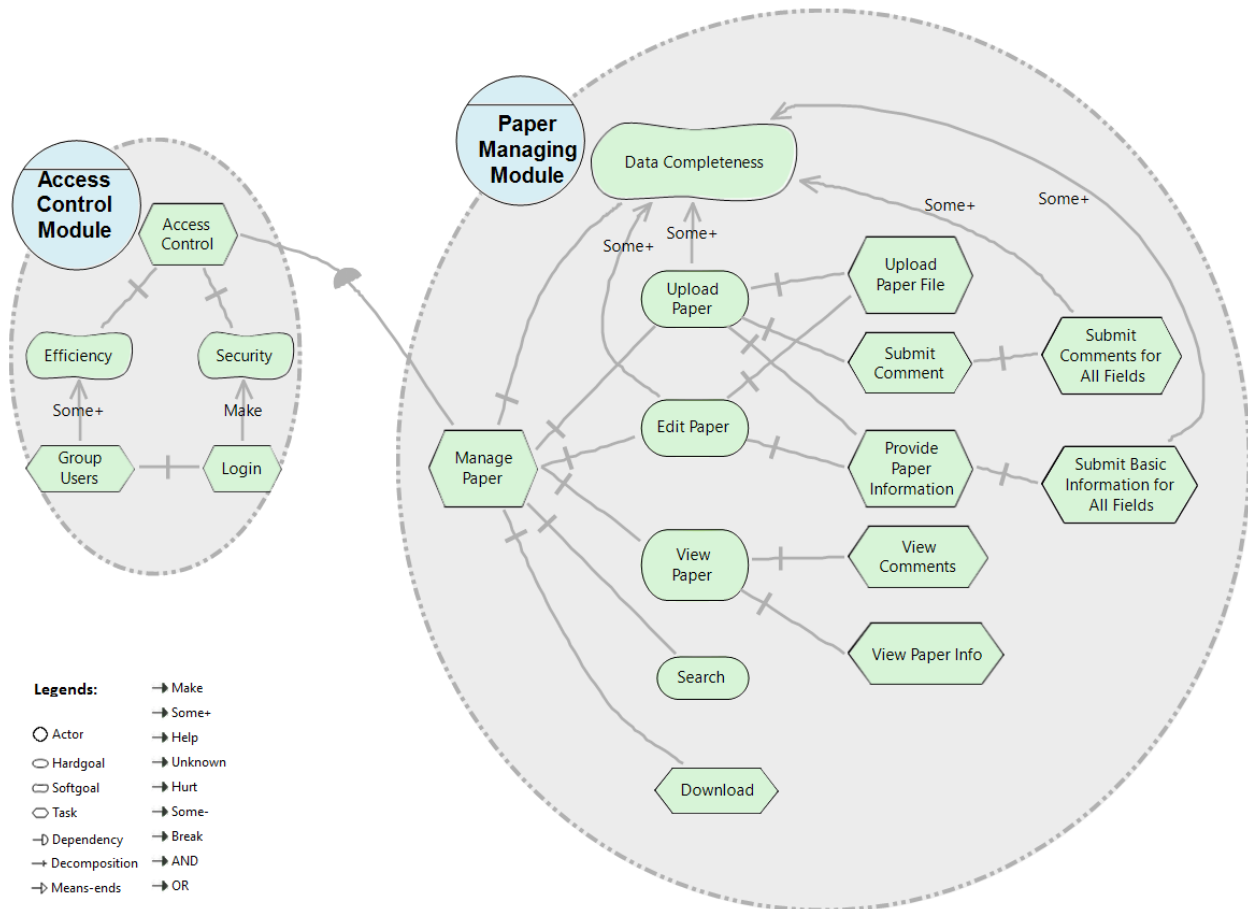 Access
Control
Module
Access
Control
Efficiency
Security
Some+
Make
Group
Users
Login
Paper
Managing
Module
Data Completeness
Some+
Some+
Some+
Some+
Upload
Paper
Upload
Paper File
Submit
Comment
Submit
Comments for
All Fields
Edit Paper
Manage
Paper
Provide
Paper
Information
Submit Basic
Information for
All Fields
View
Paper
View
Comments
View Paper Info
Search
Download
Legends:
Actor
Hardgoal
Softgoal
Task
Dependency
Decomposition
Means-ends
Make
Some+
Help
Unknown
Hurt
Some-
Break
AND
OR